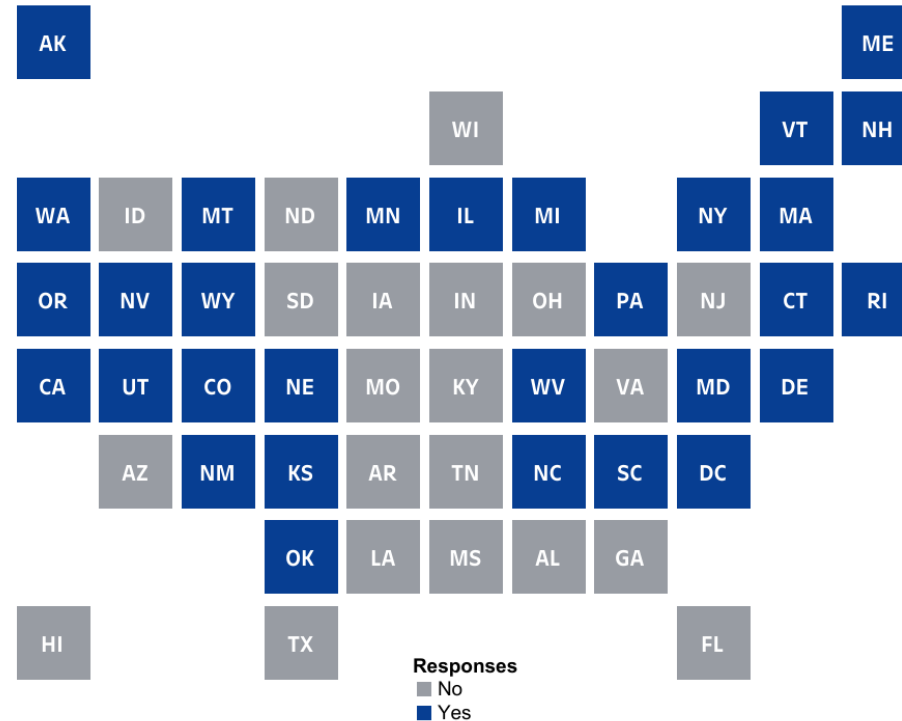 AK ME
WI VT NH
WA ID MT ND MN IL MI NY MA
OR NV WY SD IA IN OH PA NJ CT RI
CA UT CO NE MO KY WV VA MD DE
AZ NM KS AR TN NC SC DC
OK LA MS AL GA
HI TX FL
Responses
No
Yes